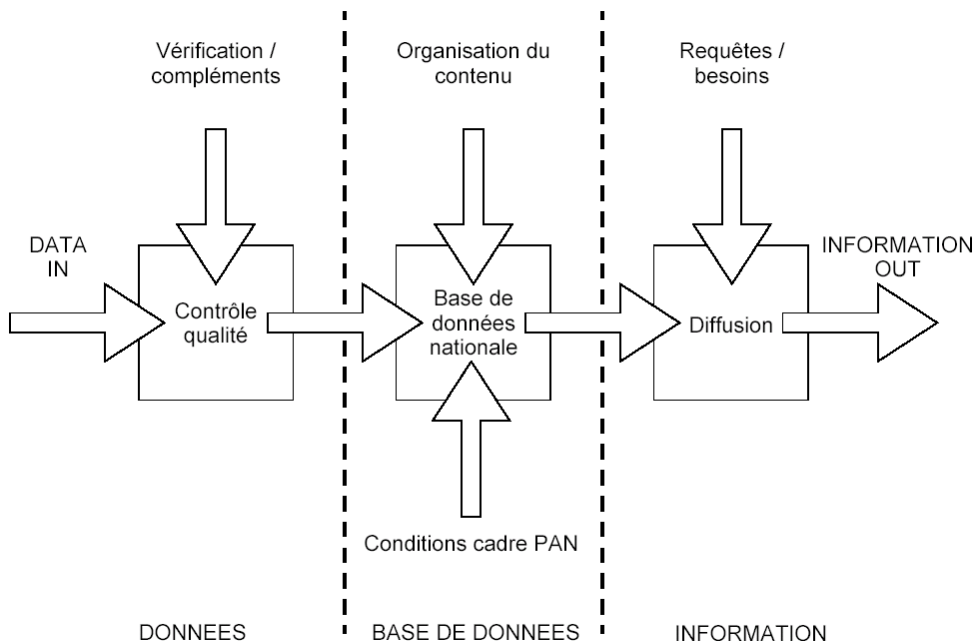 Vérification /
compléments
Organisation du
contenu
Requêtes /
besoins
DATA
IN
Contrôle
qualité
Base de
données
nationale
Diffusion
INFORMATION
OUT
Conditions cadre PAN
DONNEES
BASE DE DONNEES
INFORMATION